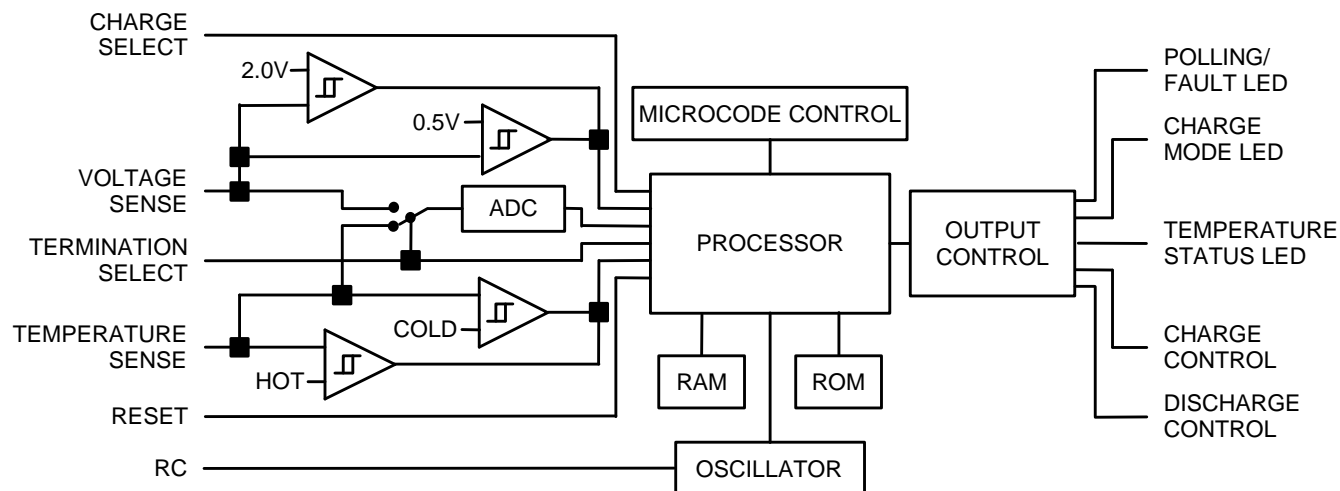 CHARGE
SELECT
2.0V
0.5V
VOLTAGE
SENSE
TERMINATION
SELECT
ADC
TEMPERATURE
SENSE
COLD
HOT
RESET
RC
MICROCODE CONTROL
PROCESSOR
RAM
ROM
OSCILLATOR
OUTPUT
CONTROL
POLLING/
FAULT LED
CHARGE
MODE LED
TEMPERATURE
STATUS LED
CHARGE
CONTROL
DISCHARGE
CONTROL